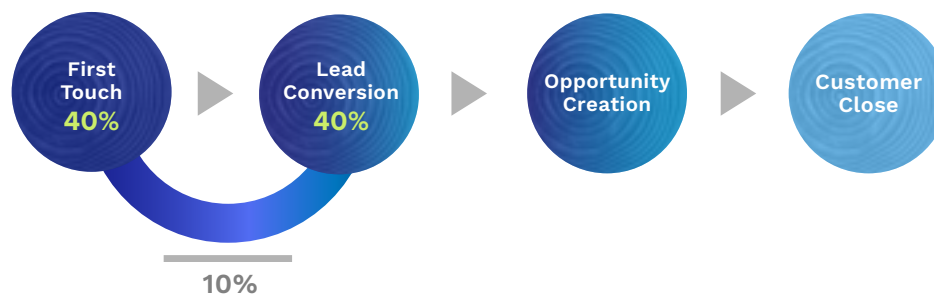 First
Touch
40%
Lead
Conversion
40%
Opportunity
Creation
Customer
Close
10%